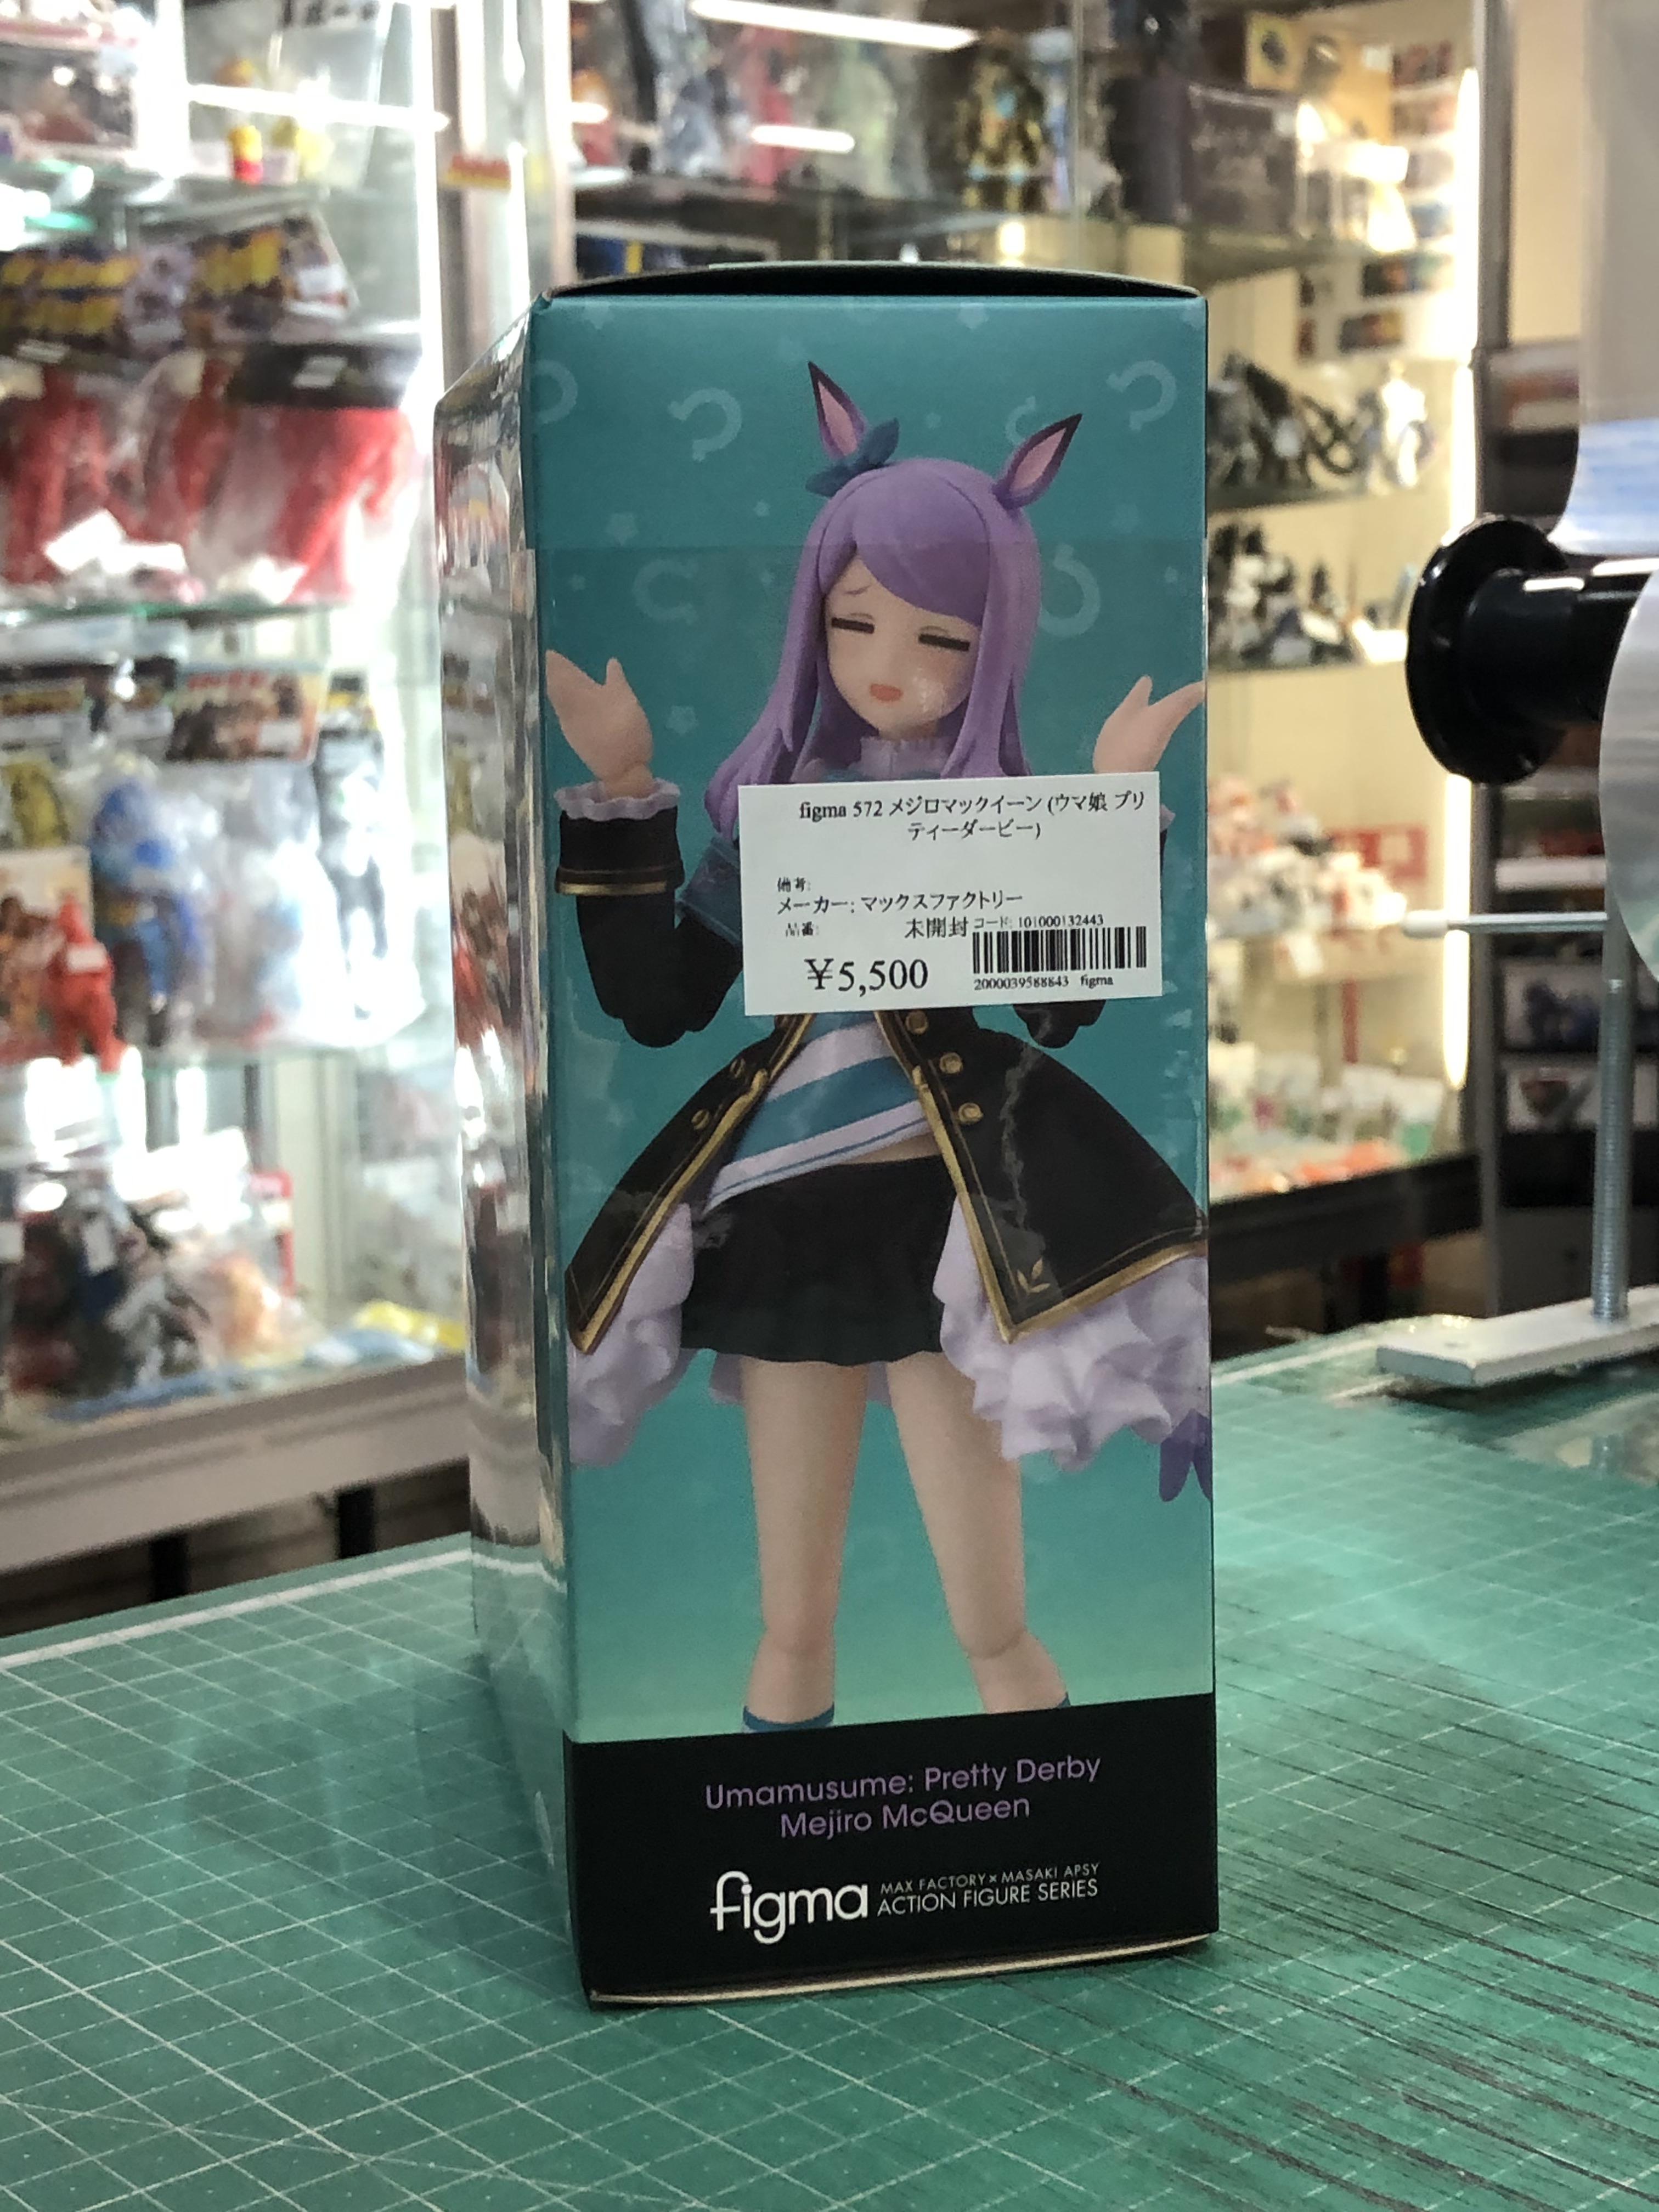 figma 572 メジロマックイーン (ウマ娘 プリ
ティーダービー)
備考:
メーカー: マックスファクトリー
品番:
未開封 コード: 101000132443
¥5,500
2000039588843 figma
Umamusume: Pretty Derby
Mejiro McQueen
figma MAX FACTORY × MASAKI APSY
ACTION FIGURE SERIES